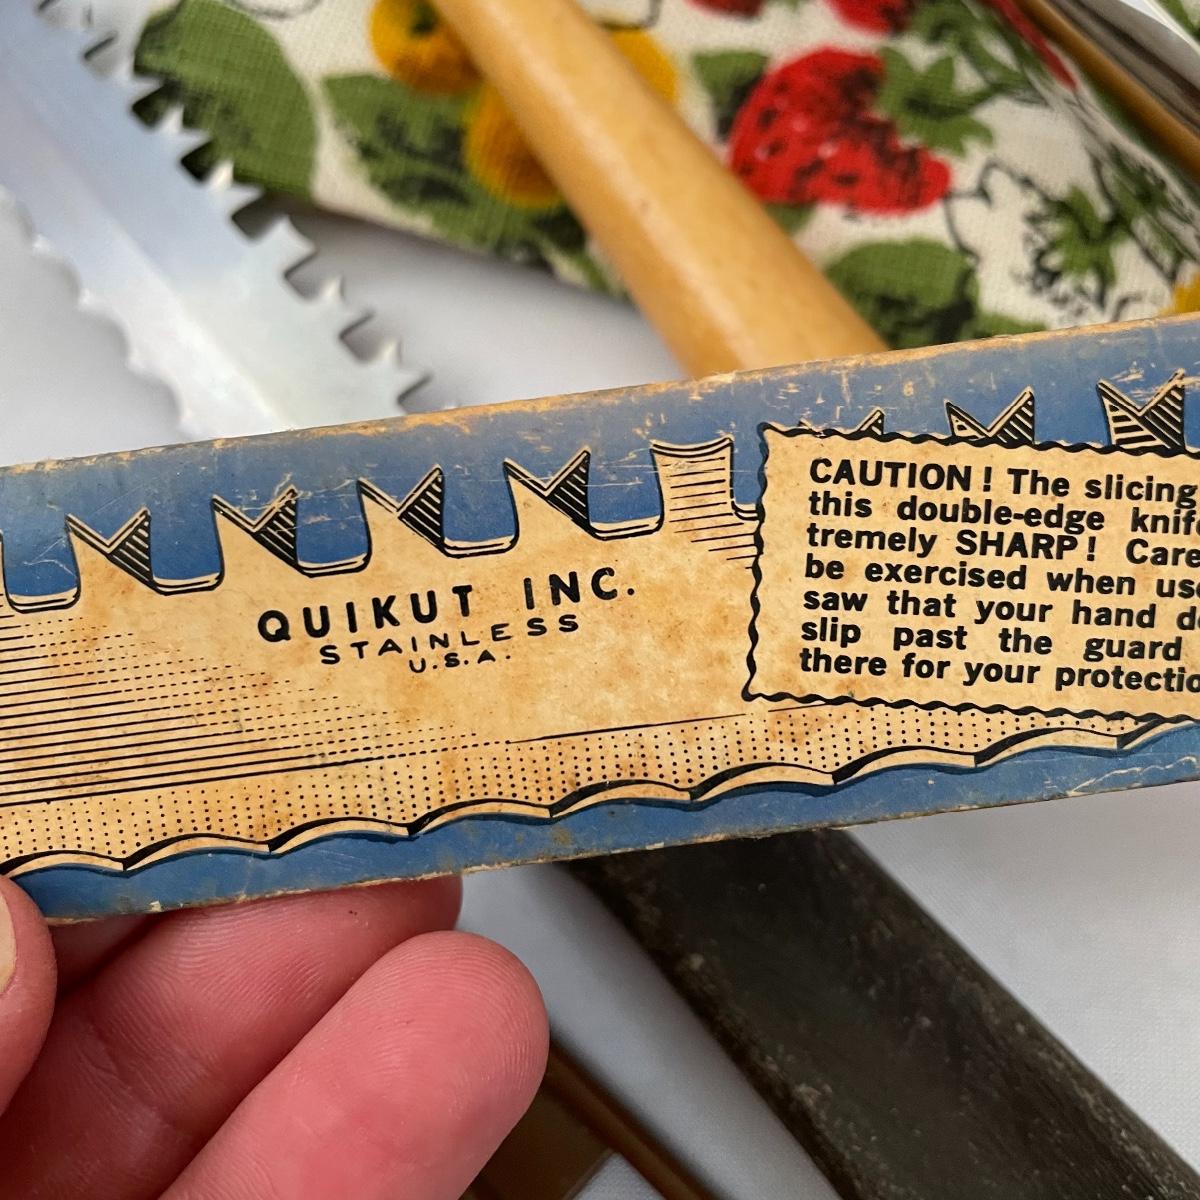 QUIKUT INC.
STAINLESS
U.S.A.
CAUTION! The slicing
this double-edge
tremely SHARP! Care
be exercised when
saw that your hand
slip past the guard
there for your